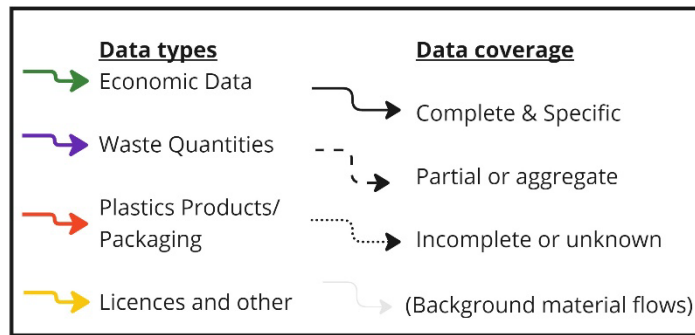 Data types
Economic Data
Waste Quantities
Plastics Products/
Packaging
Licences and other
Data coverage
Complete & Specific
Partial or aggregate
Incomplete or unknown
(Background material flows)